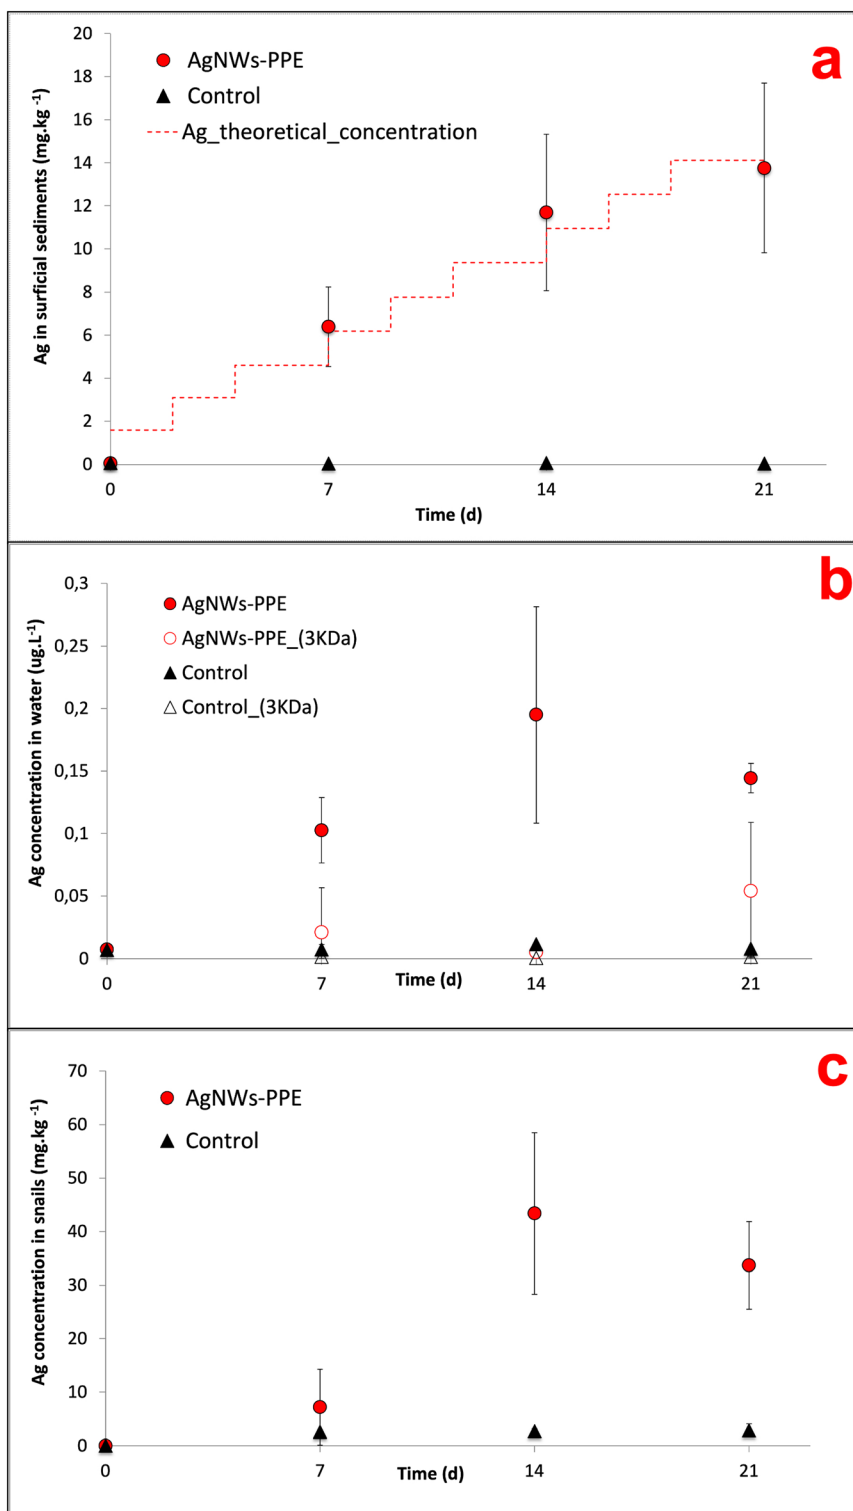 a
20
18
16
14
12
10
8
6
4
2
0
Ag in surficial sediments (mg.kg -1)
AgNWs-PPE
Control
Ag_theoretical_concentration
0
7
14
21
Time (d)
b
0,3
0,25
0,2
0,15
0,1
0,05
0
Ag concentration in water (ug.L-1)
AgNWs-PPE
AgNWs-PPE_(3KDa)
Control
Control_(3KDa)
0
7
14
21
Time (d)
c
70
60
50
40
30
20
10
0
Ag concentration in snails (mg.kg -1)
AgNWs-PPE
Control
0
7
14
21
Time (d)